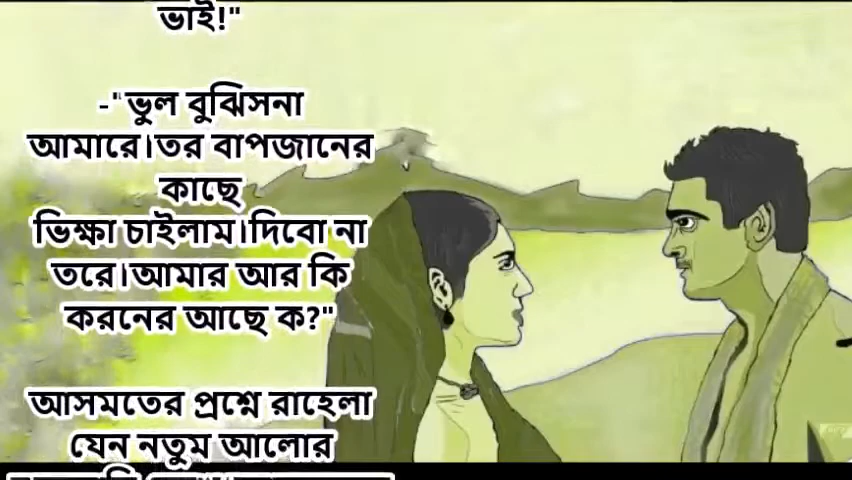 ভাই!"
-"ভুল বুঝিসনা
আমারে।তর বাপজানের
কাছে
ভিক্ষা চাইলাম।দিবো না
তরে।আমার আর কি
করনের আছে ক?"
আসমতের প্রশ্নে রাহেলা
যেন নতুম আলোর